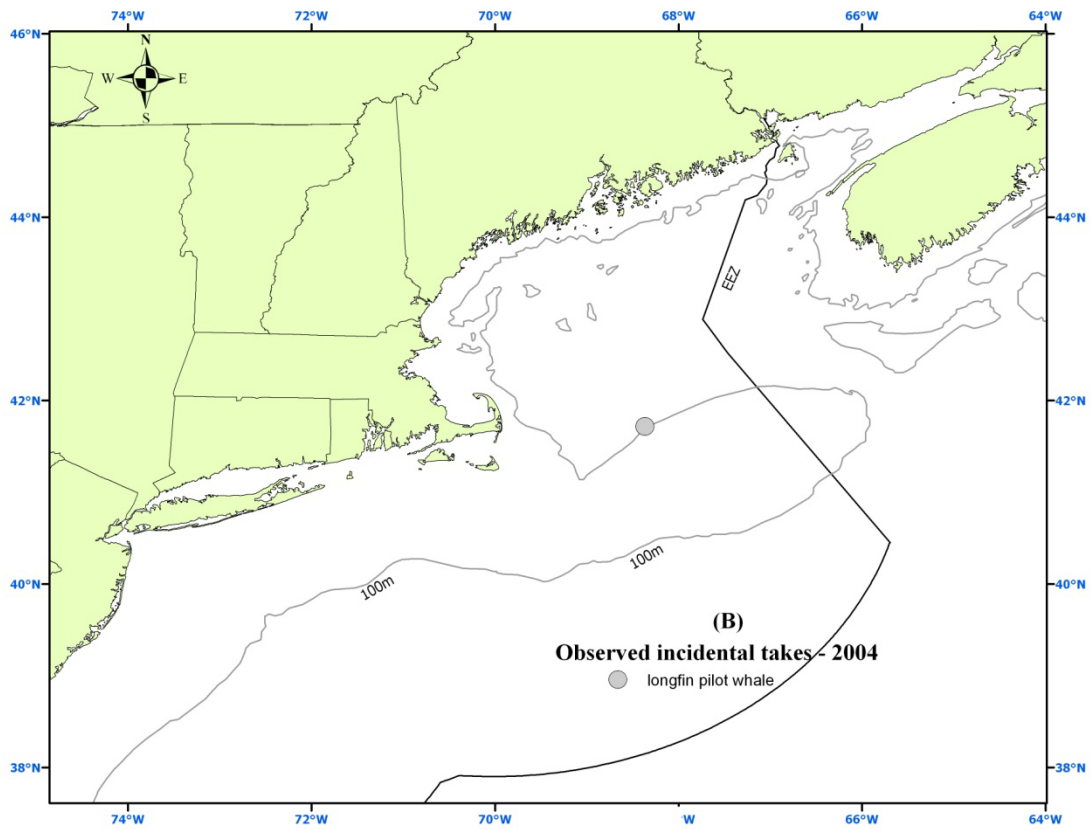 74°W 72°W 70°W 68°W 66°W 64°W
46°N
N
W E
S
44°N 44°N
EEZ
42°N 42°N
100m
100m
40°N 40°N
(B)
Observed incidental takes - 2004
longfin pilot whale
38°N 38°N
74°W 72°W 70°W W 66°W 64°W